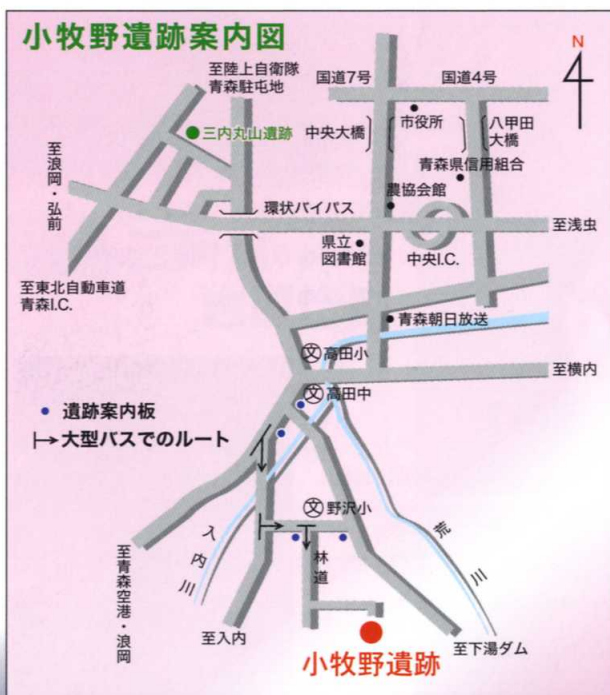 小牧野遺跡案内図
N
至陸上自衛隊
青森駐屯地
国道7号
国道4号
三内丸山遺跡
中央大橋
市役所
八甲田
大橋
青森県信用組合
至浪岡・弘前
農協会館
環状バイパス
至浅虫
県立
図書館
中央I.C.
至東北自動車道
青森I.C.
青森朝日放送
文 高田小
至横内
文 高田中
遺跡案内板
大型バスでのルート
文 野沢小
入内川
荒川
林道
至青森空港・浪岡
至入内
至下湯ダム
小牧野遺跡